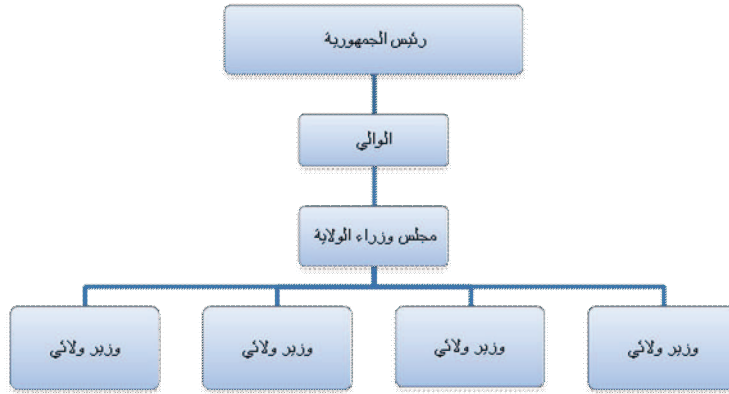 رئيس الجمهورية
الوالي
مجلس وزراء الولاية
وزير ولائي
وزير ولائي
وزير ولائي
وزير ولائي